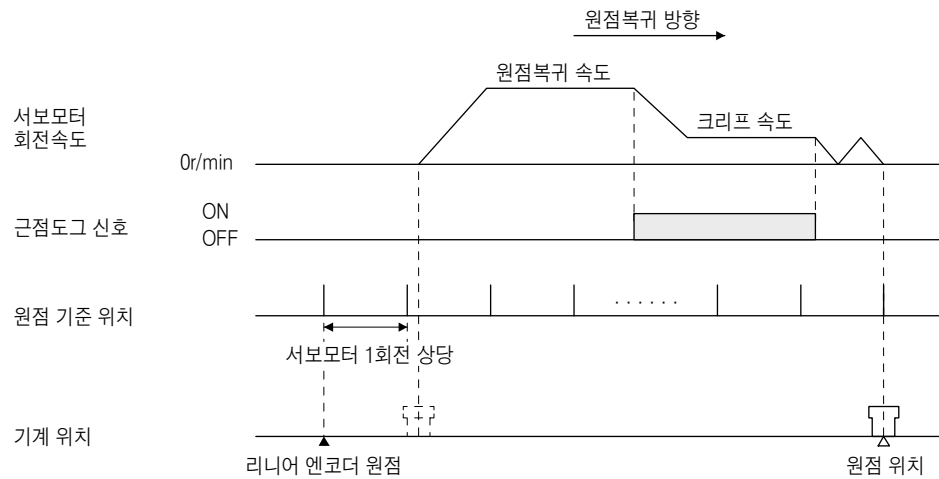 원점복귀 방향
원점복귀 속도
서보모터
회전속도
크리프 속도
0r/min
ON
근점도그 신호
OFF
원점 기준 위치
. . . . . .
서보모터 1회전 상당
기계 위치
리니어 엔코더 원점
원점 위치